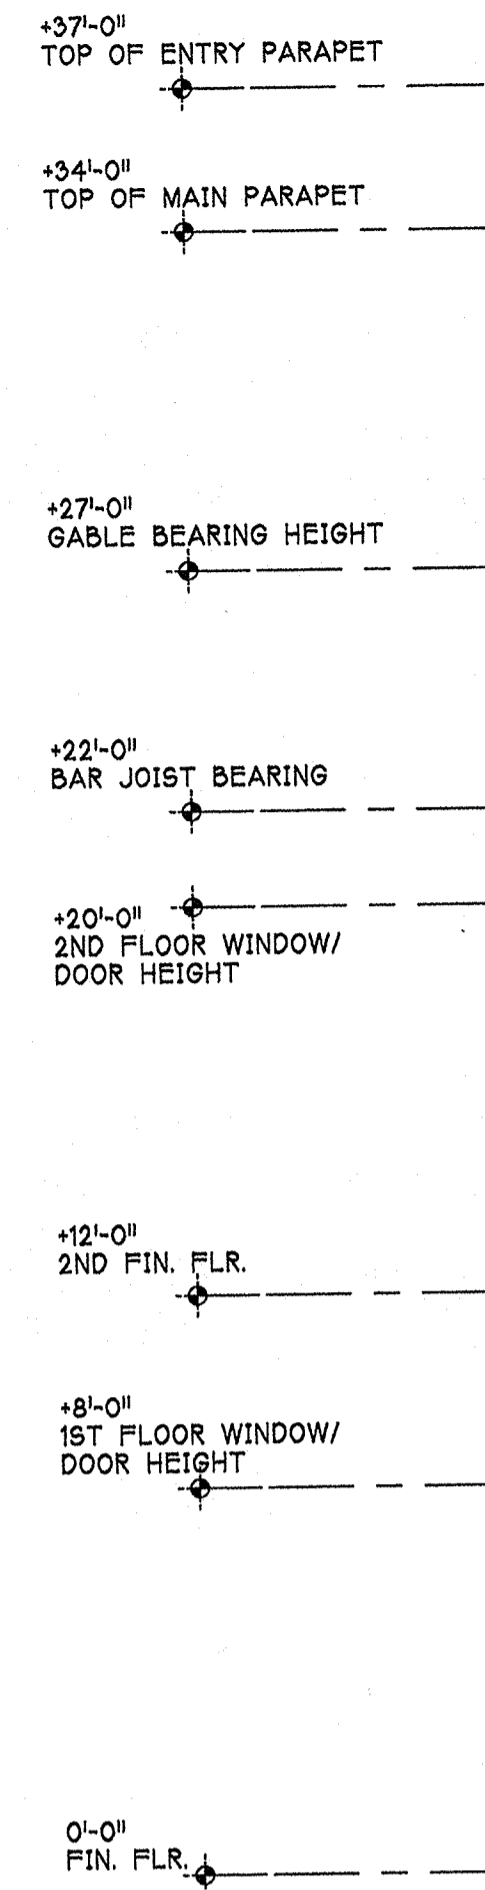 +37'-0"
TOP OF ENTRY PARAPET
+34'-0"
TOP OF MAIN PARAPET
+27'-0"
GABLE BEARING HEIGHT
+22'-0"
BAR JOIST BEARING
+20'-0"
2ND FLOOR WINDOW/
DOOR HEIGHT
+12'-0"
2ND FIN. FLR.
+8'-0"
1ST FLOOR WINDOW/
DOOR HEIGHT
0'-0"
FIN. FLR.